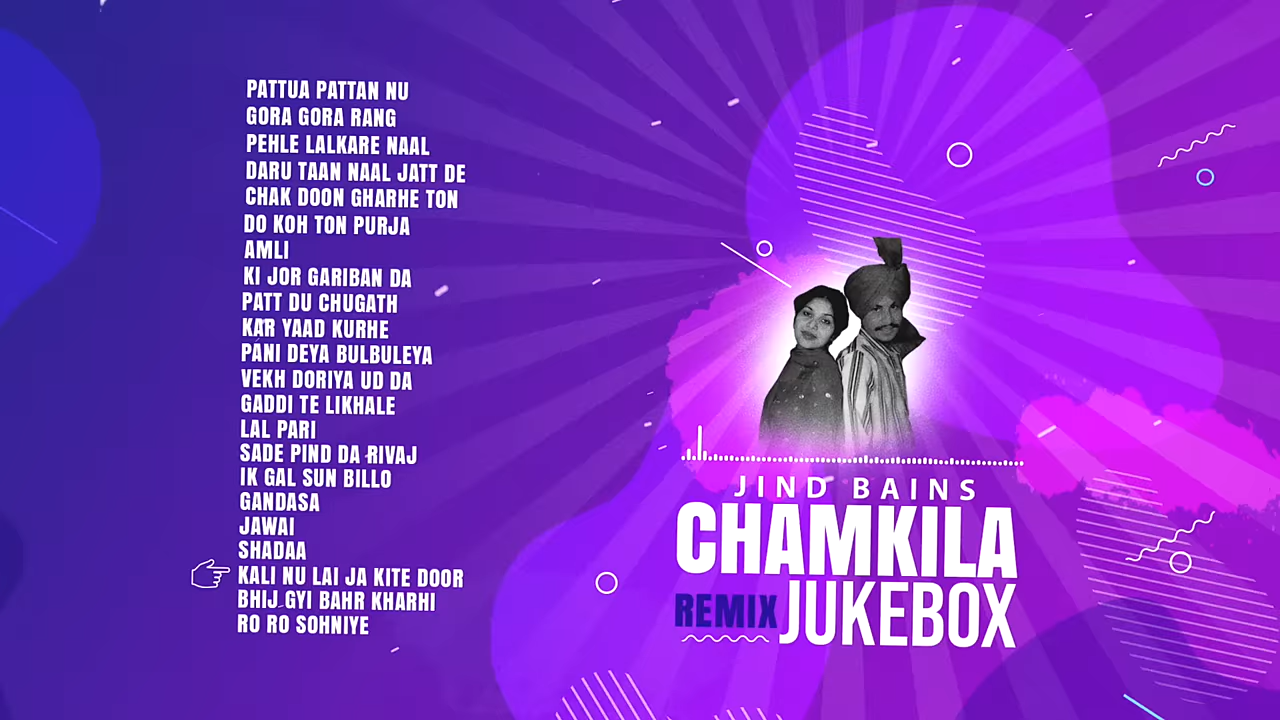 PATTUA PATTAN NU
GORA GORA RANG
PEHLE LALKARE NAAL
DARU TAAN NAAL JATT DE
CHAK DOON GHARHE TON
DO KOH TON PURJA
AMLI
KI JOR GARIBAN DA
PATT DU CHUGATH
KAR YAAD KURHE
PANI DEYA BULBULEYA
VEKH DORIYA UD DA
GADDI TE LIKHALE
LAL PARI
SADE PIND DA RIVAJ
IK GAL SUN BILLO
GANDASA
JAWAI
SHADAA
KALI NU LAI JA KITE DOOR
BHIJ GYI BAHR KHARHI
RO RO SOHNIYE
JIND BAINS
CHAMKILA
REMIX JUKEBOX